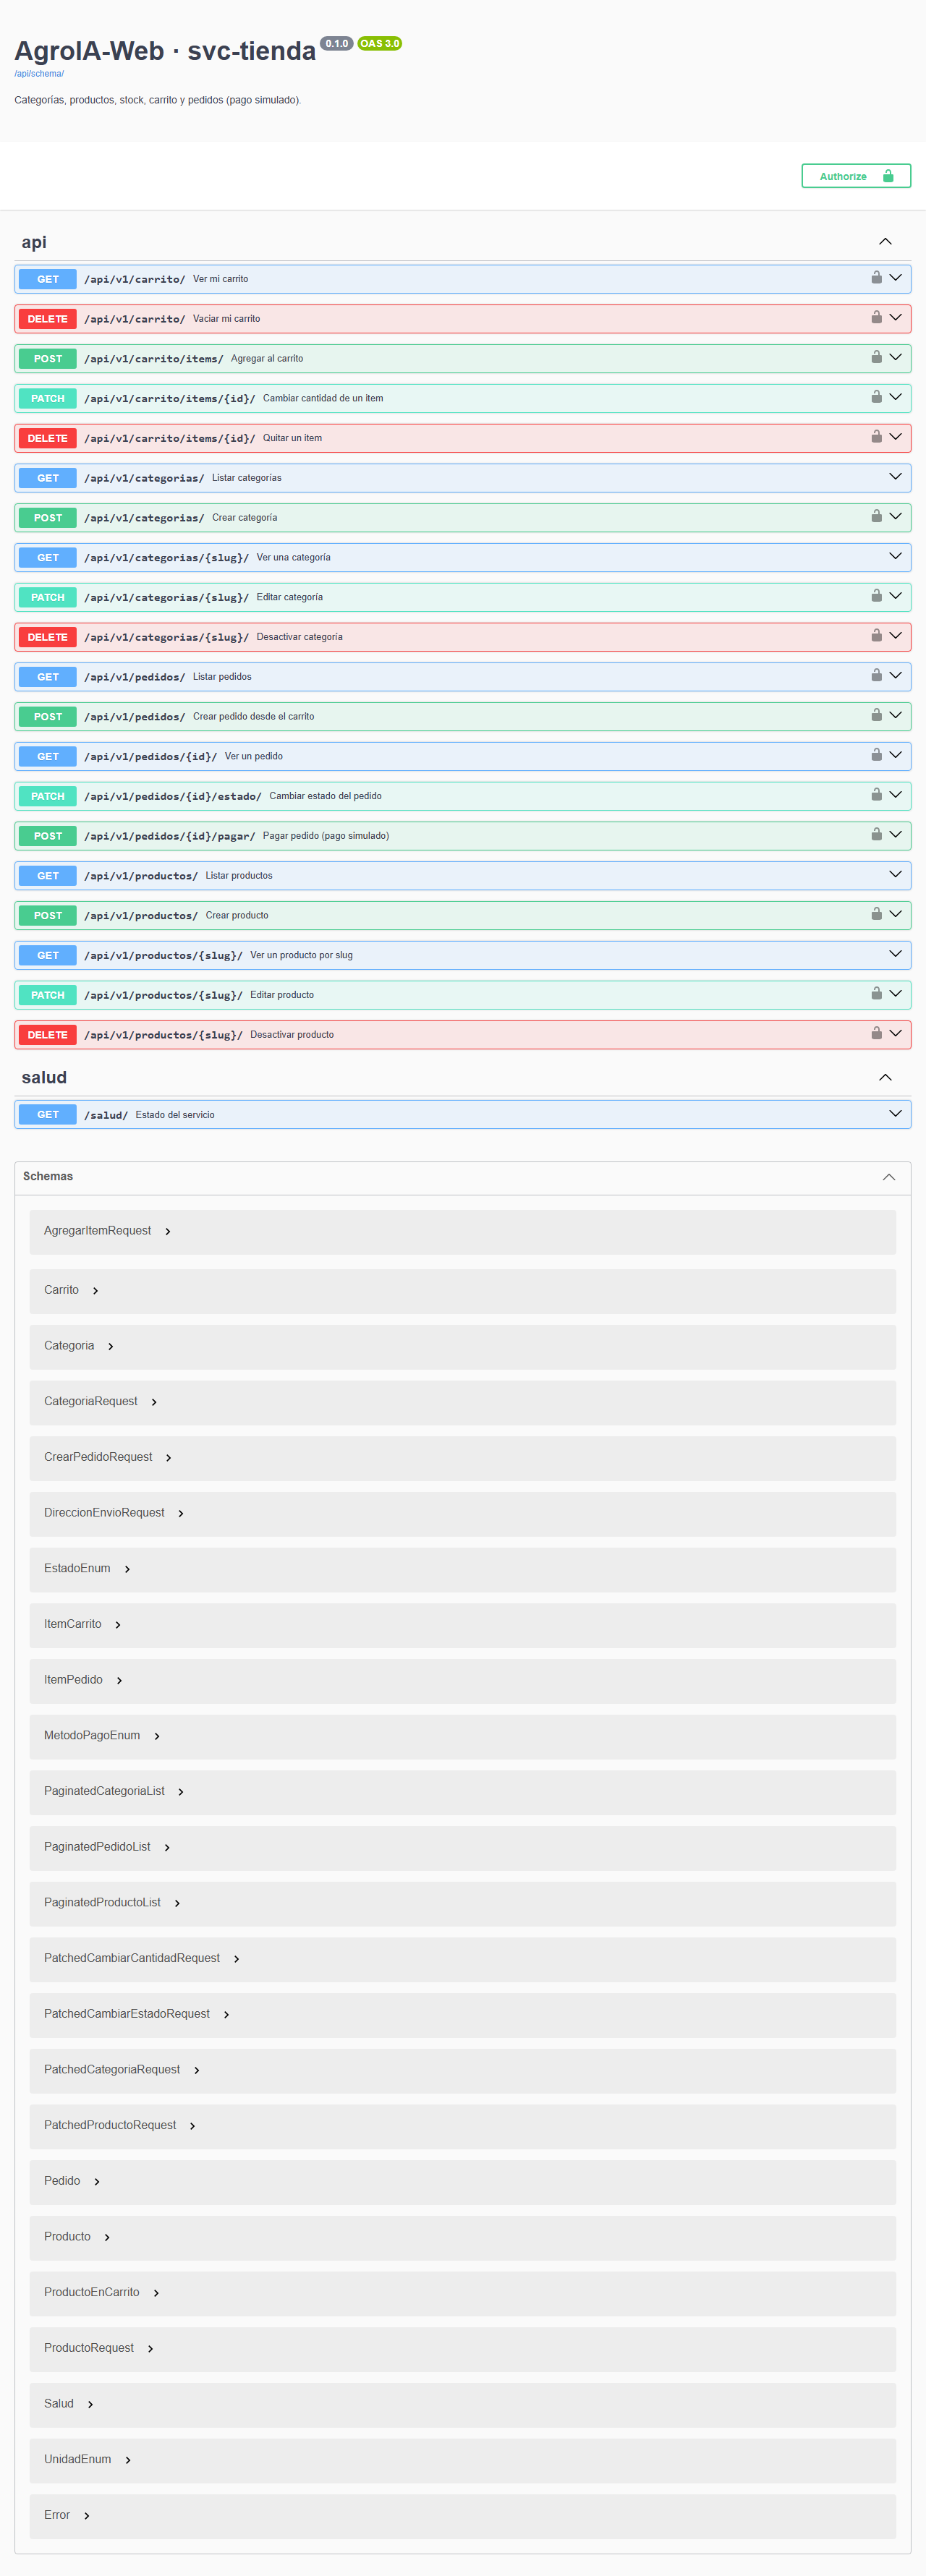 AgroIA-Web · svc-tienda 0.1.0 OAS 3.0
/api/schema/
Categorías, productos, stock, carrito y pedidos (pago simulado).
Authorize
api
GET /api/v1/carrito/ Ver mi carrito
DELETE /api/v1/carrito/ Vaciar mi carrito
POST /api/v1/carrito/items/ Agregar al carrito
PATCH /api/v1/carrito/items/{id}/ Cambiar cantidad de un item
DELETE /api/v1/carrito/items/{id}/ Quitar un item
GET /api/v1/categorias/ Listar categorías
POST /api/v1/categorias/ Crear categoría
GET /api/v1/categorias/{slug}/ Ver una categoría
PATCH /api/v1/categorias/{slug}/ Editar categoría
DELETE /api/v1/categorias/{slug}/ Desactivar categoría
GET /api/v1/pedidos/ Listar pedidos
POST /api/v1/pedidos/ Crear pedido desde el carrito
GET /api/v1/pedidos/{id}/ Ver un pedido
PATCH /api/v1/pedidos/{id}/estado/ Cambiar estado del pedido
POST /api/v1/pedidos/{id}/pagar/ Pagar pedido (pago simulado)
GET /api/v1/productos/ Listar productos
POST /api/v1/productos/ Crear producto
GET /api/v1/productos/{slug}/ Ver un producto por slug
PATCH /api/v1/productos/{slug}/ Editar producto
DELETE /api/v1/productos/{slug}/ Desactivar producto
salud
GET /salud/ Estado del servicio
Schemas
AgregarItemRequest
Carrito
Categoria
CategoriaRequest
CrearPedidoRequest
DireccionEnvioRequest
EstadoEnum
ItemCarrito
ItemPedido
MetodoPagoEnum
PaginatedCategoriaList
PaginatedPedidoList
PaginatedProductoList
PatchedCambiarCantidadRequest
PatchedCambiarEstadoRequest
PatchedCategoriaRequest
PatchedProductoRequest
Pedido
Producto
ProductoEnCarrito
ProductoRequest
Salud
UnidadEnum
Error